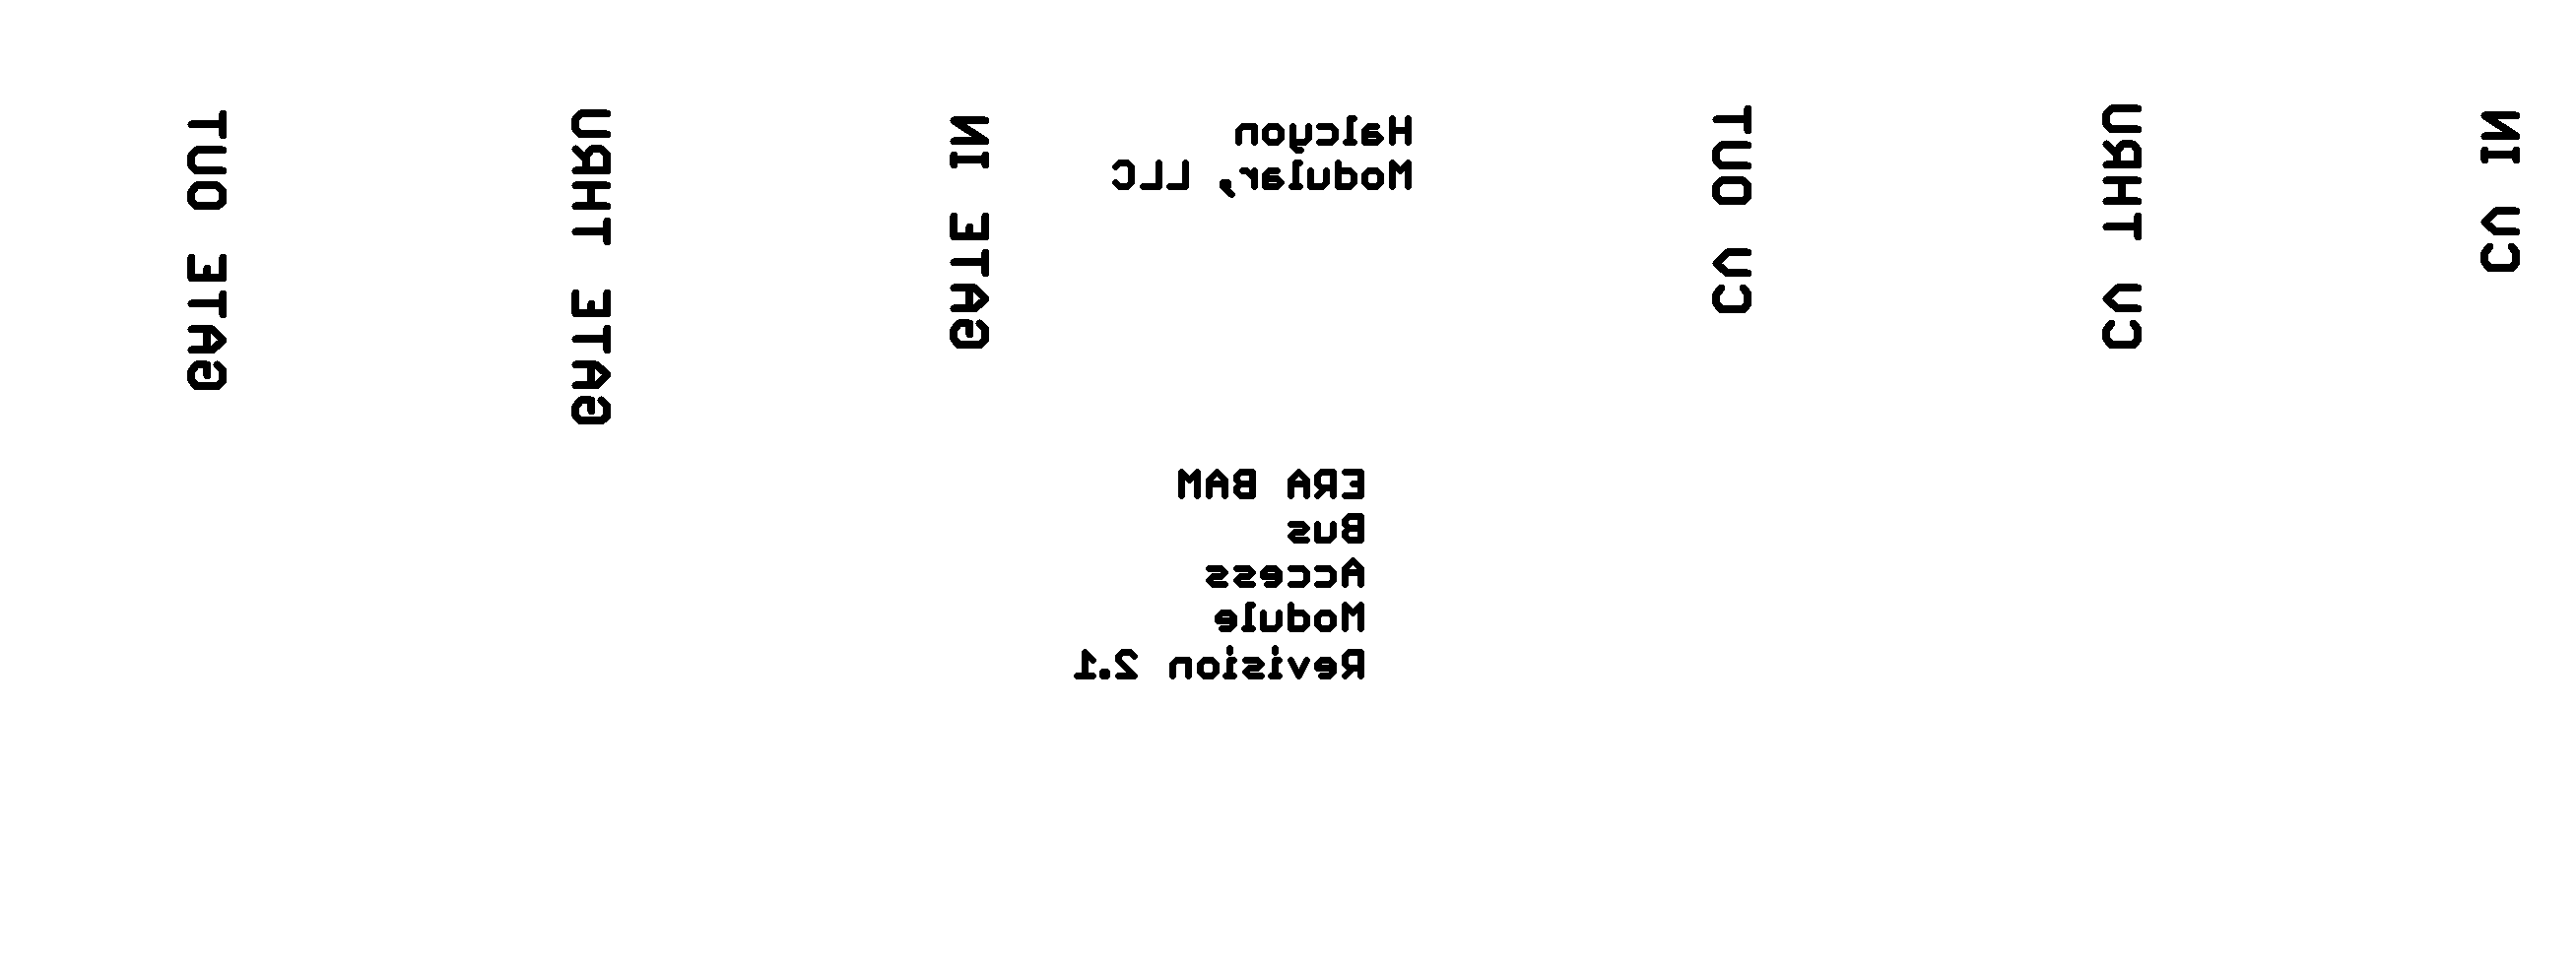 GATE OUT
GATE THRU
GATE IN
Halcyon
Modular, LLC
CV OUT
CV THRU
CV IN
ERA BAM
Bus
Access
Module
Revision 2.1